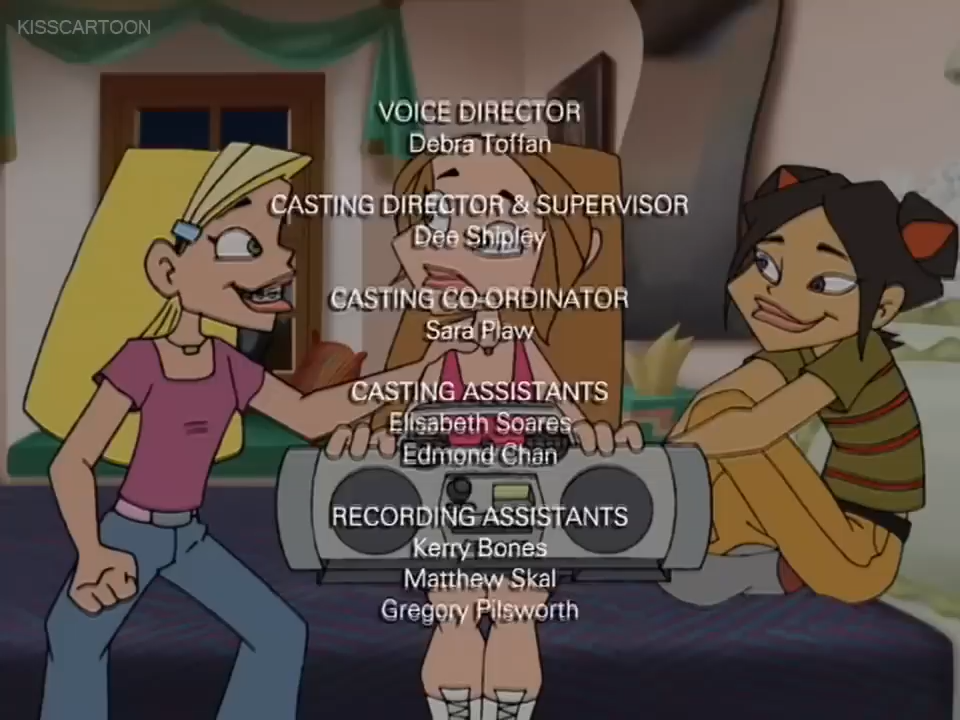 KISSCARTOON
VOICE DIRECTOR
Debra Toffan
CASTING DIRECTOR & SUPERVISOR
Dee Shipley
CASTING CO-ORDINATOR
Sara Plaw
CASTING ASSISTANTS
Elisabeth Soares
Edmond Chan
RECORDING ASSISTANTS
Kerry Bones
Matthew Skal
Gregory Pilsworth